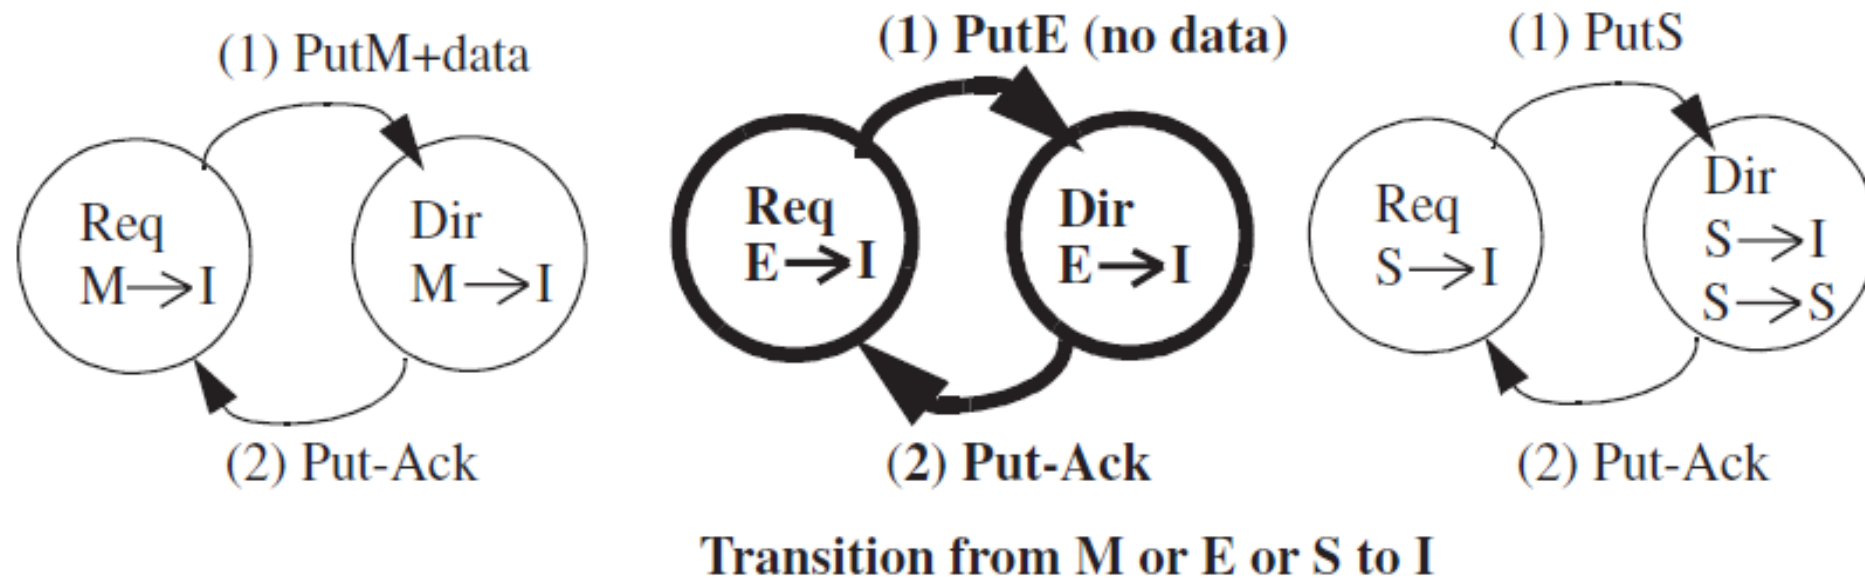 (1) PutM+data
Req
M→I
Dir
M→I
(2) Put-Ack
(1) PutE (no data)
Req
E→I
Dir
E→I
(2) Put-Ack
(1) PutS
Req
S→I
Dir
S→I
S→S
(2) Put-Ack
Transition from M or E or S to I